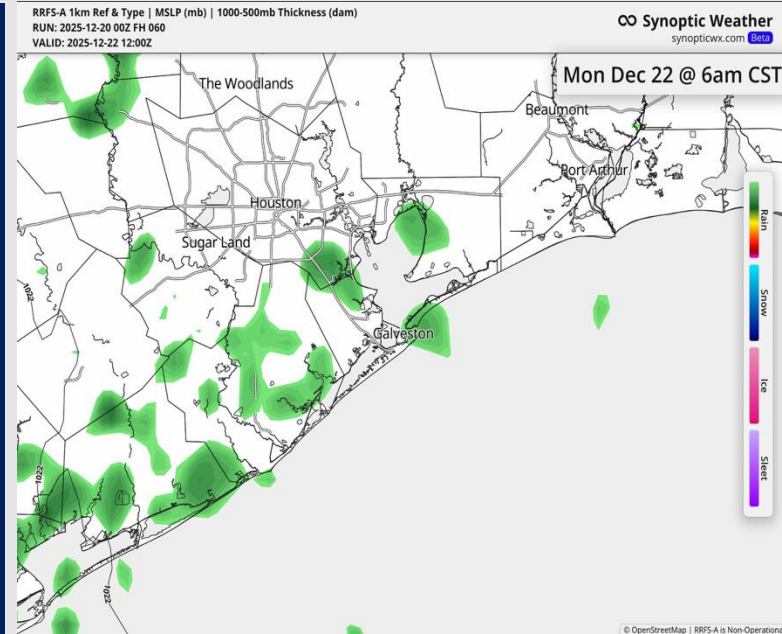 RRFS-A 1km Ref & Type | MSLP (mb) | 1000-500mb Thickness (dam)
RUN: 2025-12-20 00Z FH 060
VALID: 2025-12-22 12:00Z
Synoptic Weather
synopticwx.com Beta
Mon Dec 22 @ 6am CST
The Woodlands
Beaumont
Port Arthur
Houston
Sugar Land
Galveston
Rain
Snow
Ice
Sleet
1022
1022
1022
© OpenStreetMap | RRFS-A is Non-Operational